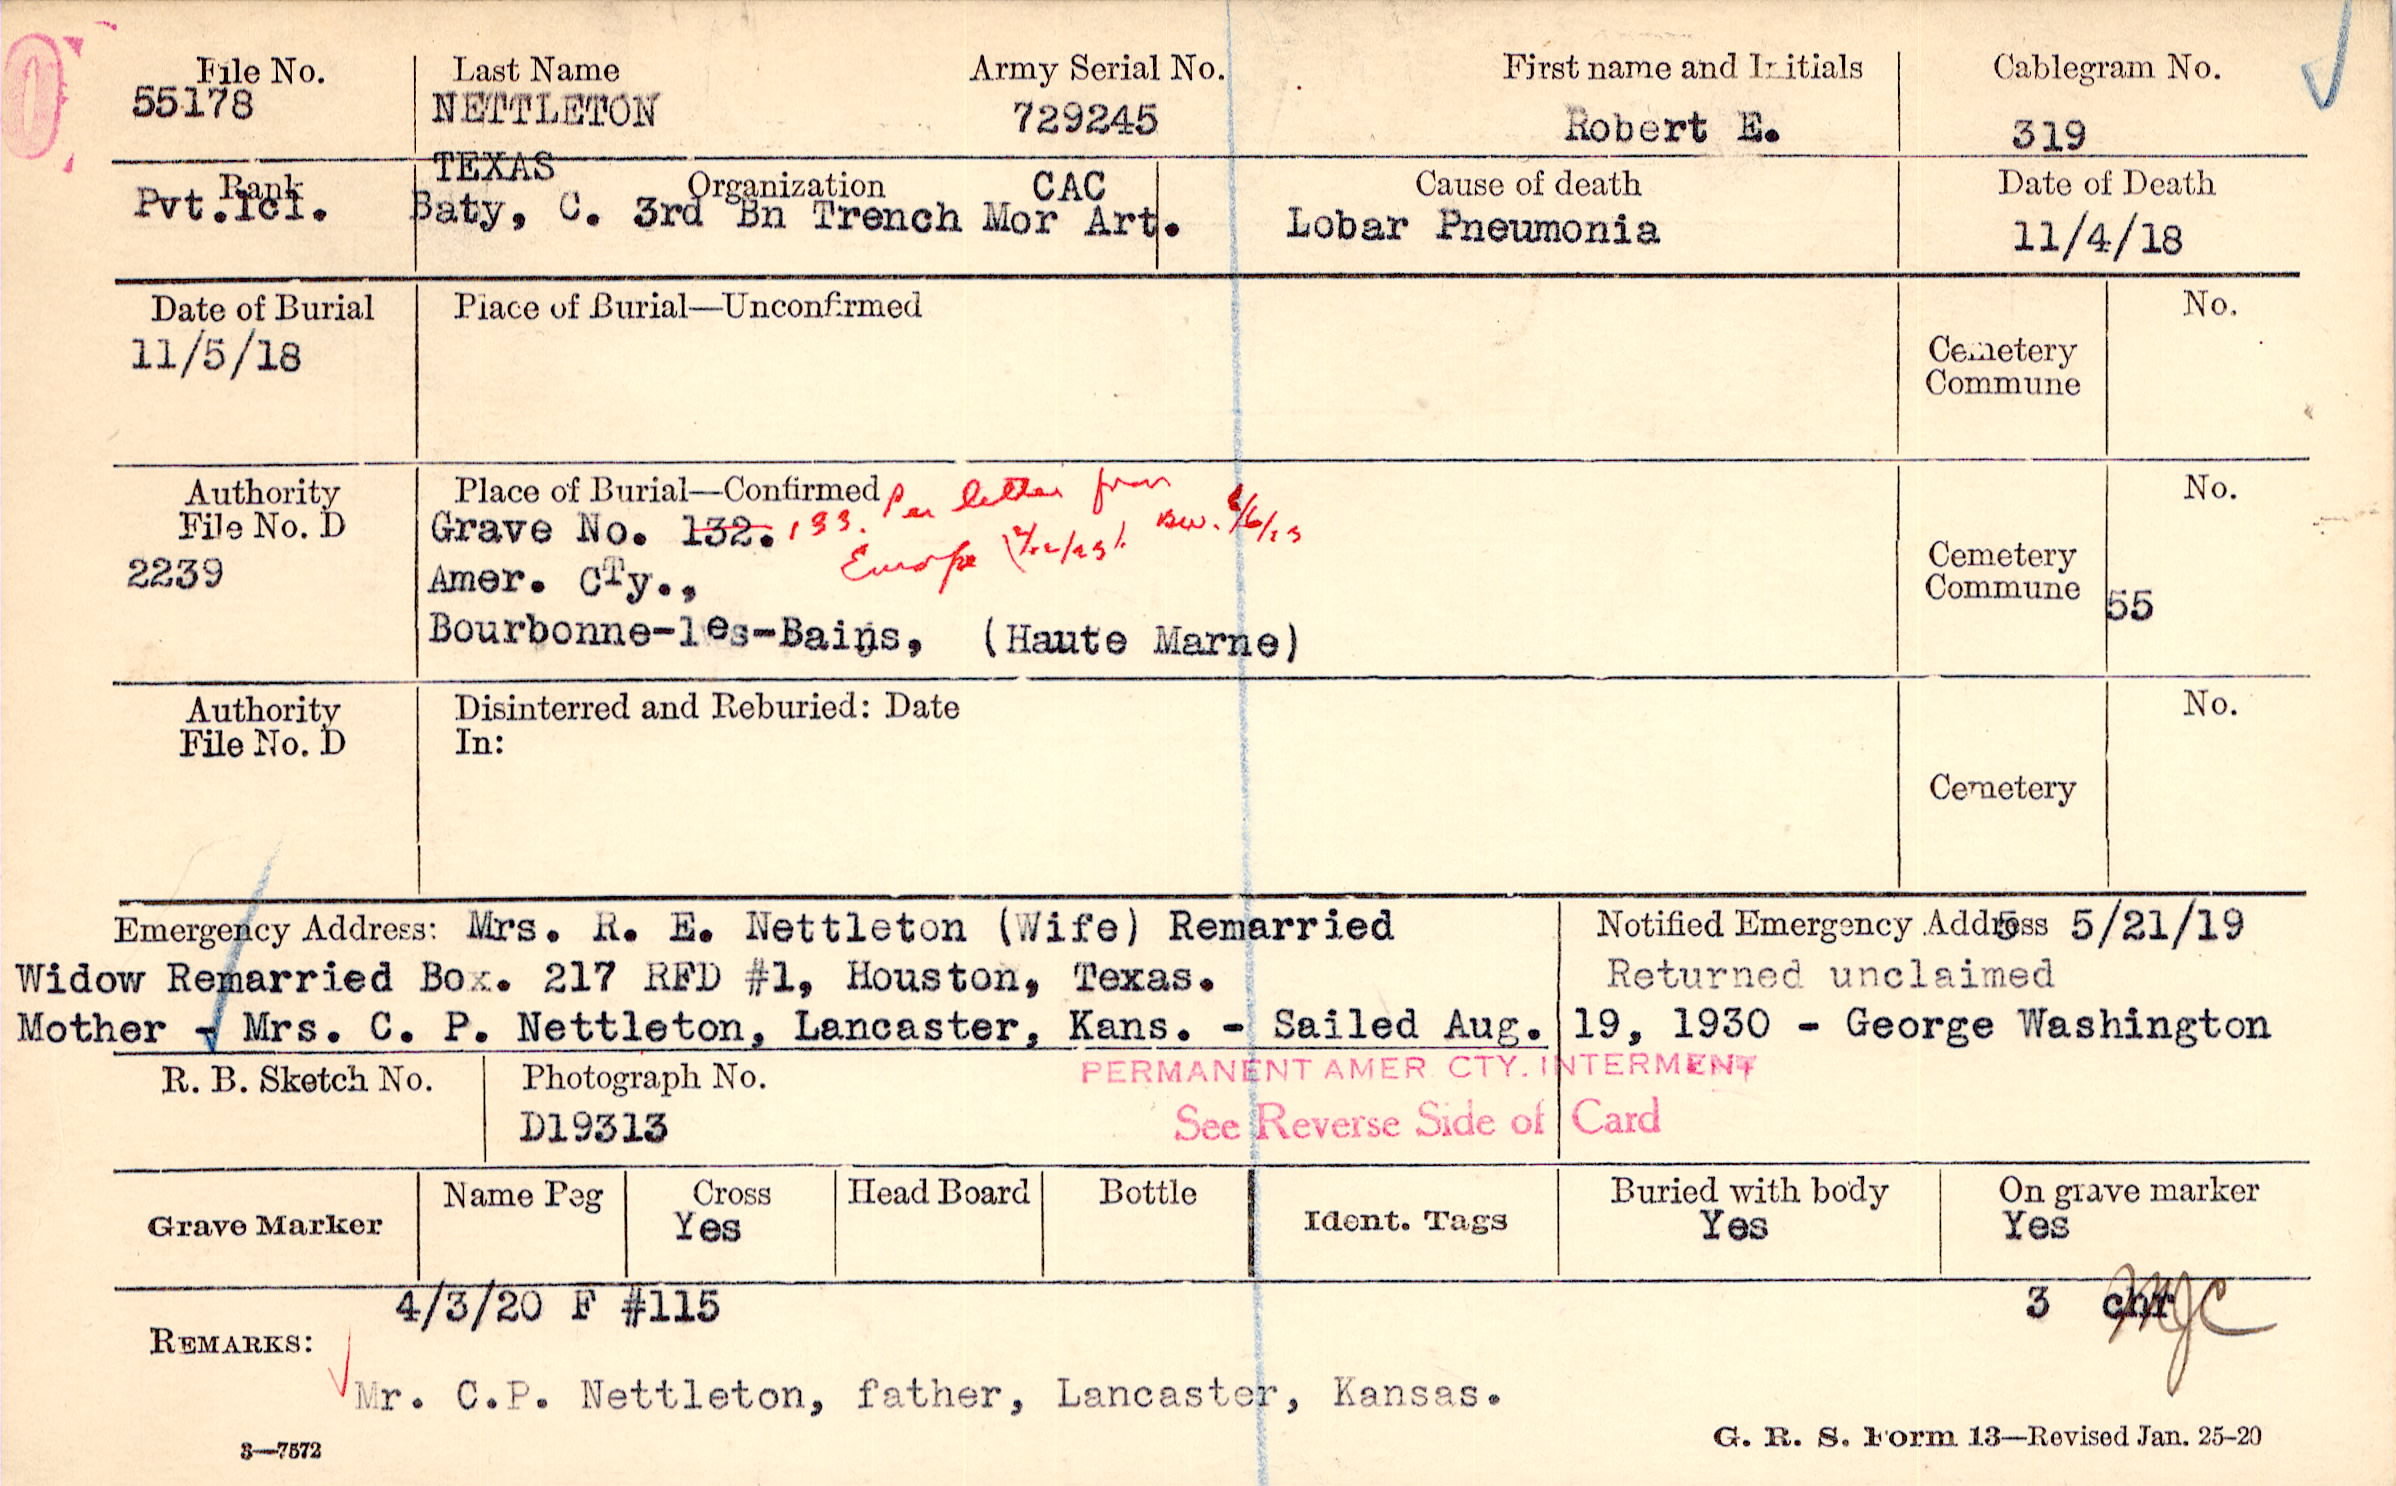 File No. Last Name Army Serial No. First name and Initials Cablegram No.
55178 NETTLETON 729245 Robert E. 319
TEXAS
Rank Organization CAC Cause of death Date of Death
Pvt.1cl. Baty, C. 3rd Bn Trench Mor Art. Lobar Pneumonia 11/4/18
Date of Burial Place of Burial—Unconfirmed No.
11/5/18
Cemetery
Commune
Authority Place of Burial—Confirmed Per letter from No.
File No. D Grave No. 132. 133. Europe
2239 Amer. CTy.,
Cemetery
Commune 55
Bourbonne-les-Bains, (Haute Marne)
Authority Disinterred and Reburied: Date No.
File No. D In:
Cemetery
Emergency Address: Mrs. R. E. Nettleton (Wife) Remarried Notified Emergency Address 5/21/19
Widow Remarried Box. 217 RFD #1, Houston, Texas. Returned unclaimed
Mother - Mrs. C. P. Nettleton, Lancaster, Kans. - Sailed Aug. 19, 1930 - George Washington
R. B. Sketch No. Photograph No. PERMANENT AMER CTY. INTERMENT
D19313 See Reverse Side of Card
Grave Marker Name Peg Cross Head Board Bottle Ident. Tags Buried with body On grave marker
Yes Yes Yes
4/3/20 F #115 3
REMARKS:
Mr. C.P. Nettleton, father, Lancaster, Kansas.
3—7572 G. R. S. Form 13—Revised Jan. 25-20